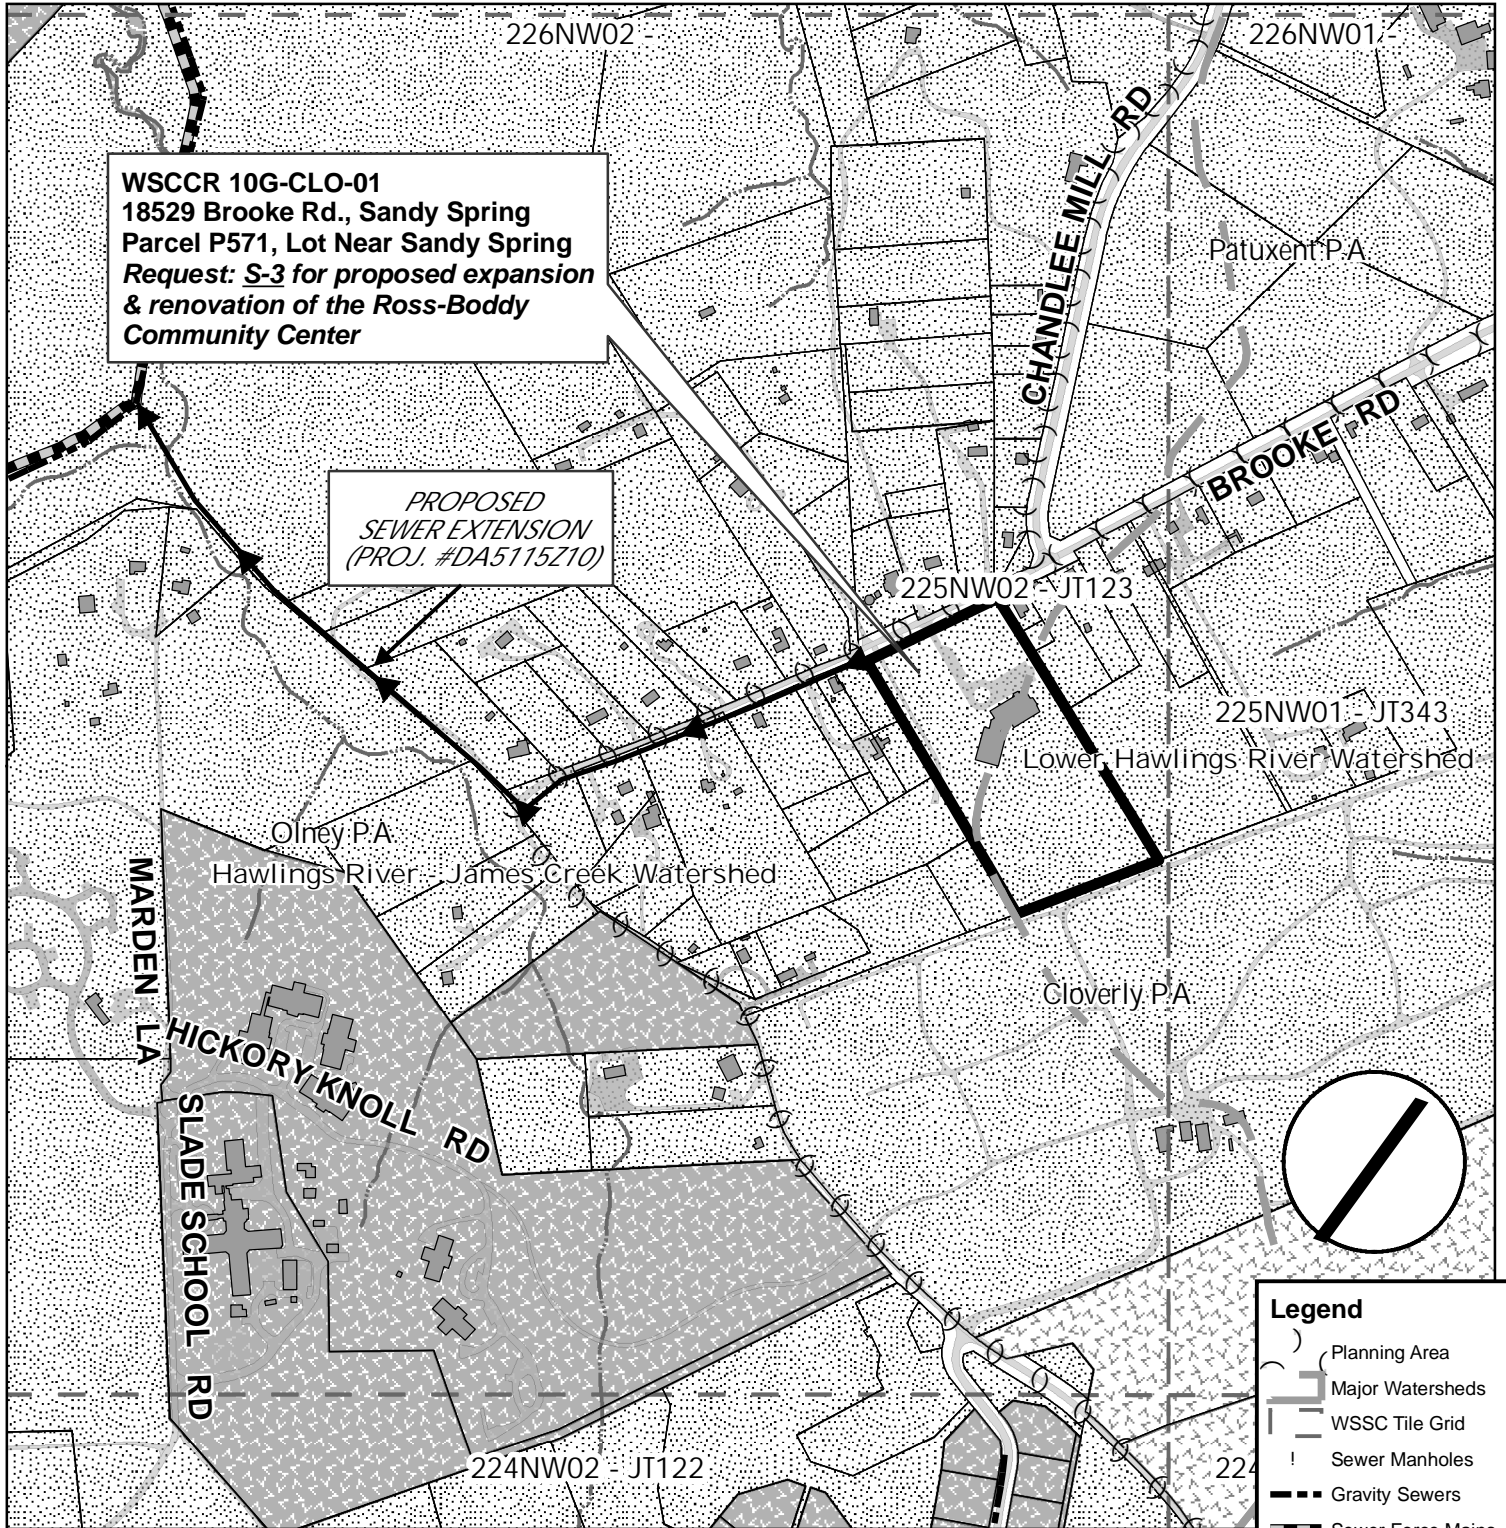 226NW02 -
226NW01 -
WSCCR 10G-CLO-01
18529 Brooke Rd., Sandy Spring
Parcel P571, Lot Near Sandy Spring
Request: S-3 for proposed expansion
& renovation of the Ross-Boddy
Community Center
CHANDLEE MILL RD
Patuxent P.A.
BROOKE RD
PROPOSED
SEWER EXTENSION
(PROJ. #DA5115Z10)
225NW02 - JT123
225NW01 - JT343
Lower Hawlings River Watershed
Olney P.A.
Hawlings River - James Creek Watershed
MARDEN LA
Cloverly P.A.
HICKORY KNOLL RD
SLADE SCHOOL RD
224NW02 - JT122
224
Legend
Planning Area
Major Watersheds
WSSC Tile Grid
! Sewer Manholes
Gravity Sewers
Sewer Force Mains